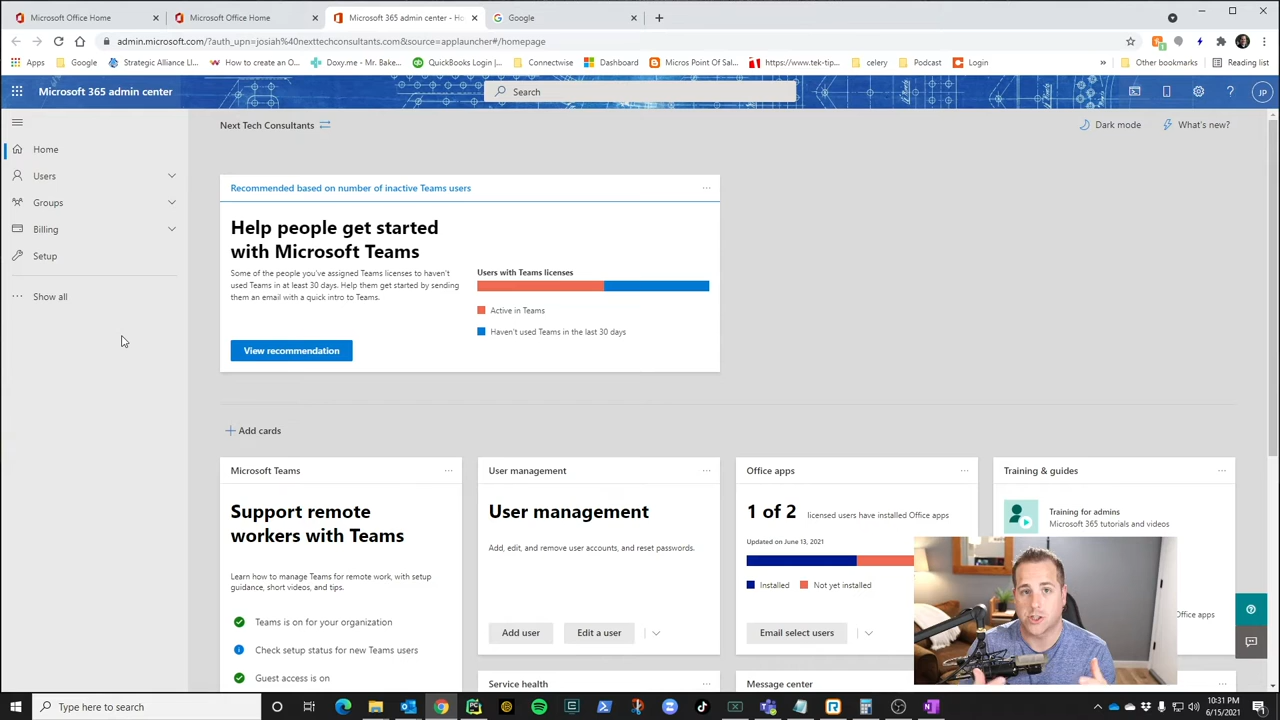 Microsoft Office Home
Microsoft Office Home
Microsoft 365 admin center - Ho
Google
admin.microsoft.com/?auth_upn=josiah%40nexttechconsultants.com&source=applauncher#/homepage
Apps
Google
Strategic Alliance Ll...
How to create an O...
Doxy.me - Mr. Bake...
QuickBooks Login |...
Connectwise
Dashboard
Micros Point Of Sal...
https://www.tek-tip...
celery
Podcast
Login
»
Other bookmarks
Reading list
Microsoft 365 admin center
Search
JP
Home
Users
Groups
Billing
Setup
Show all
Next Tech Consultants
Dark mode
What's new?
Recommended based on number of inactive Teams users
Help people get started
with Microsoft Teams
Some of the people you've assigned Teams licenses to haven't
used Teams in at least 30 days. Help them get started by sending
them an email with a quick intro to Teams.
View recommendation
Users with Teams licenses
Active in Teams
Haven't used Teams in the last 30 days
Add cards
Microsoft Teams
Support remote
workers with Teams
Learn how to manage Teams for remote work, with setup
guidance, short videos, and tips.
Teams is on for your organization
Check setup status for new Teams users
Guest access is on
User management
User management
Add, edit, and remove user accounts, and reset passwords.
Add user
Edit a user
Service health
Office apps
1 of 2 licensed users have installed Office apps
Updated on June 13, 2021
Installed
Not yet installed
Email select users
Message center
Training & guides
Training for admins
Microsoft 365 tutorials and videos
Office apps
Type here to search
10:31 PM
6/15/2021